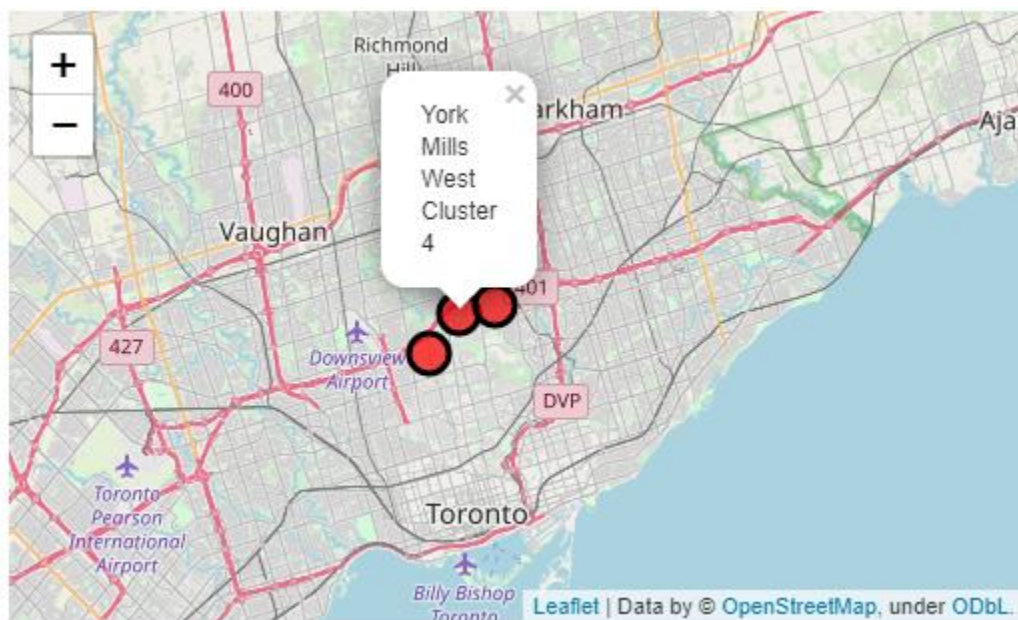 +
−
Richmond
Hill
400
×
York
Mills
West
Cluster
4
arkham
Aja
Vaughan
401
427
Downsview
Airport
DVP
Toronto
Pearson
International
Airport
Toronto
Billy Bishop
Toronto
Leaflet | Data by © OpenStreetMap, under ODbL.